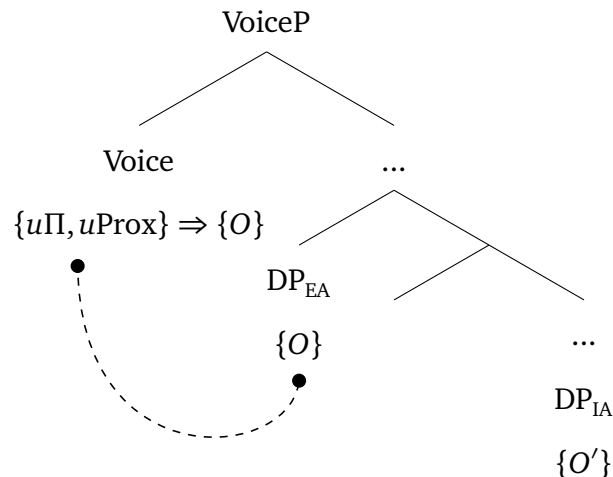 VoiceP
Voice
...
{uΠ, uProx} ⇒ {O}
DP_EA
{O}
...
DP_IA
{O′}